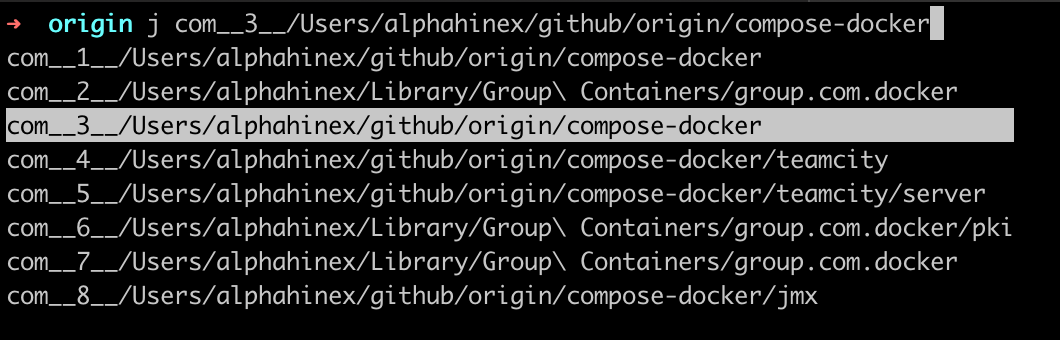 ➜  origin j com__3__/Users/alphahinex/github/origin/compose-docker
com__1__/Users/alphahinex/github/origin/compose-docker
com__2__/Users/alphahinex/Library/Group\ Containers/group.com.docker
com__3__/Users/alphahinex/github/origin/compose-docker
com__4__/Users/alphahinex/github/origin/compose-docker/teamcity
com__5__/Users/alphahinex/github/origin/compose-docker/teamcity/server
com__6__/Users/alphahinex/Library/Group\ Containers/group.com.docker/pki
com__7__/Users/alphahinex/Library/Group\ Containers/group.com.docker
com__8__/Users/alphahinex/github/origin/compose-docker/jmx